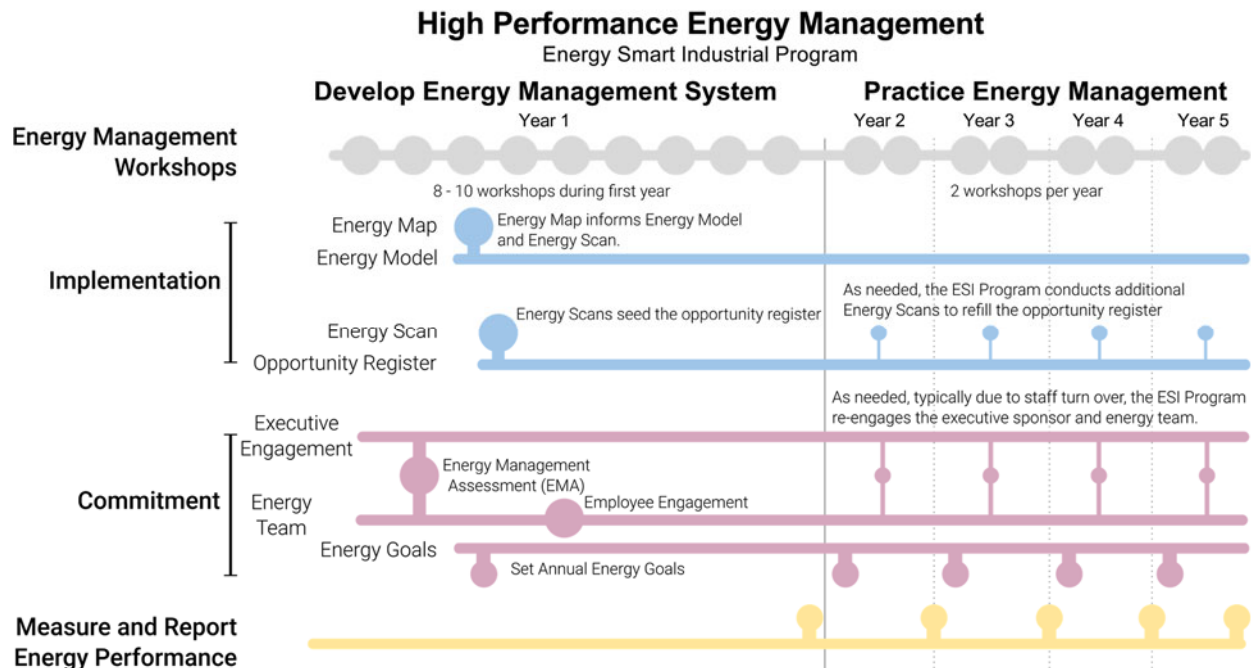 High Performance Energy Management
Energy Smart Industrial Program
Develop Energy Management System
Practice Energy Management
Year 1
Year 2
Year 3
Year 4
Year 5
Energy Management
Workshops
8 - 10 workshops during first year
2 workshops per year
Implementation
Energy Map
Energy Map informs Energy Model
and Energy Scan.
Energy Model
As needed, the ESI Program conducts additional
Energy Scans to refill the opportunity register
Energy Scan
Energy Scans seed the opportunity register
Opportunity Register
As needed, typically due to staff turn over, the ESI Program
re-engages the executive sponsor and energy team.
Commitment
Executive
Engagement
Energy Management
Assessment (EMA)
Employee Engagement
Energy
Team
Energy Goals
Set Annual Energy Goals
Measure and Report
Energy Performance